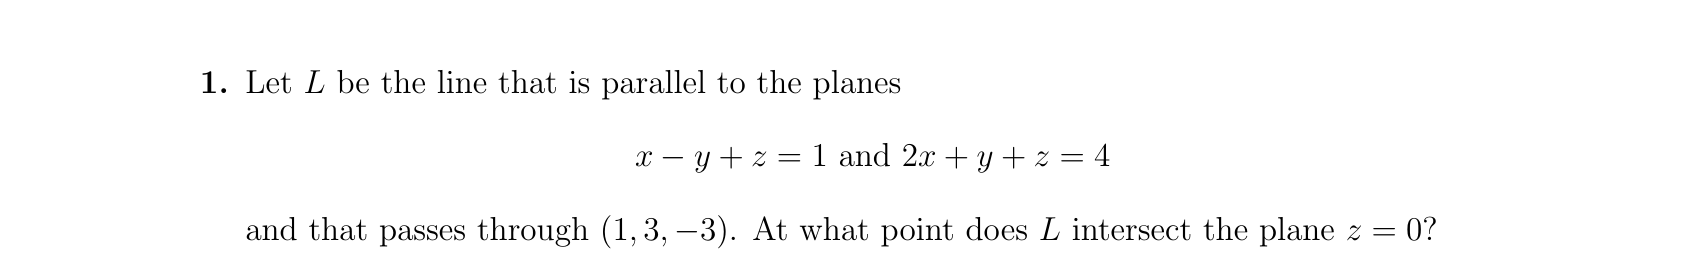 1. Let L be the line that is parallel to the planes
x − y + z = 1 and 2x + y + z = 4
and that passes through (1, 3, −3). At what point does L intersect the plane z = 0?